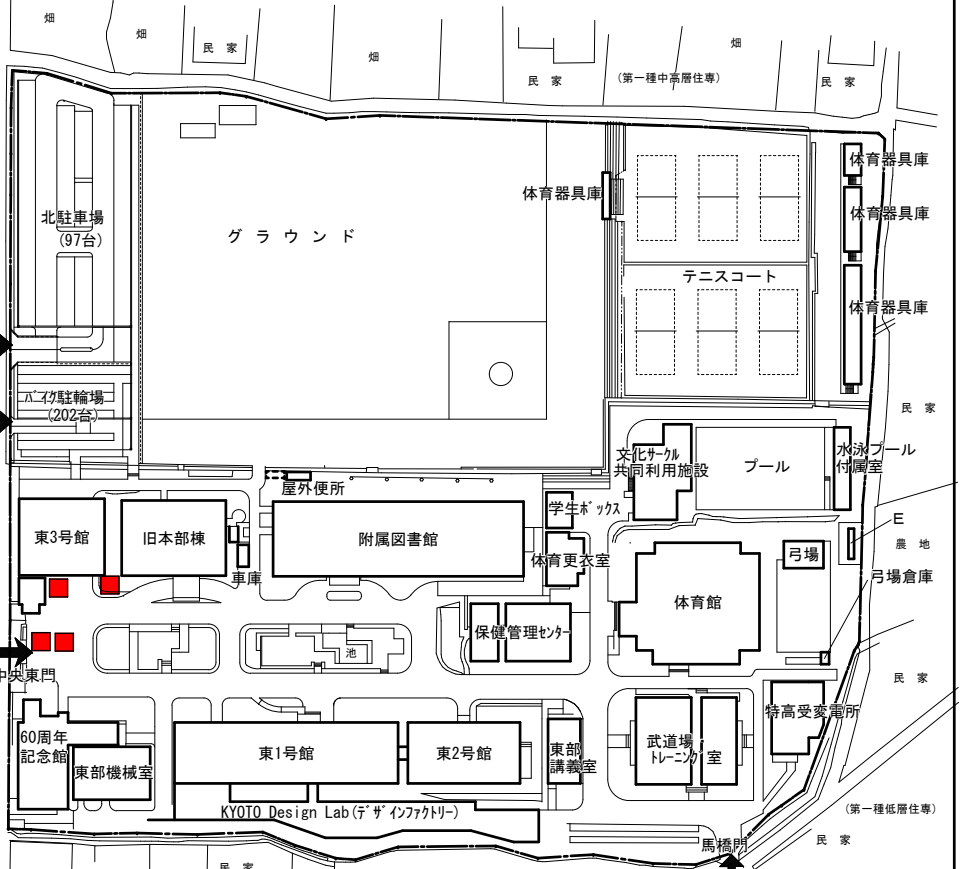 畑
畑
民 家
畑
民 家
(第一種中高層住専)
畑
民 家
体育器具庫
体育器具庫
体育器具庫
北駐車場
(97台)
グ ラ ウ ン ド
テニスコート
体育器具庫
バイク駐輪場
(202台)
民 家
文化サークル
共同利用施設
プール
水泳プール
付属室
屋外便所
学生ボックス
E
農 地
東3号館
旧本部棟
附属図書館
体育更衣室
弓場
車庫
弓場倉庫
体育館
保健管理センター
池
中央東門
民 家
特高受変電所
60周年
記念館
東部機械室
東1号館
東2号館
東部
講義室
武道場
トレーニング室
KYOTO Design Lab(デザインファクトリー)
(第一種低層住専)
馬橋門
民 家
民 家